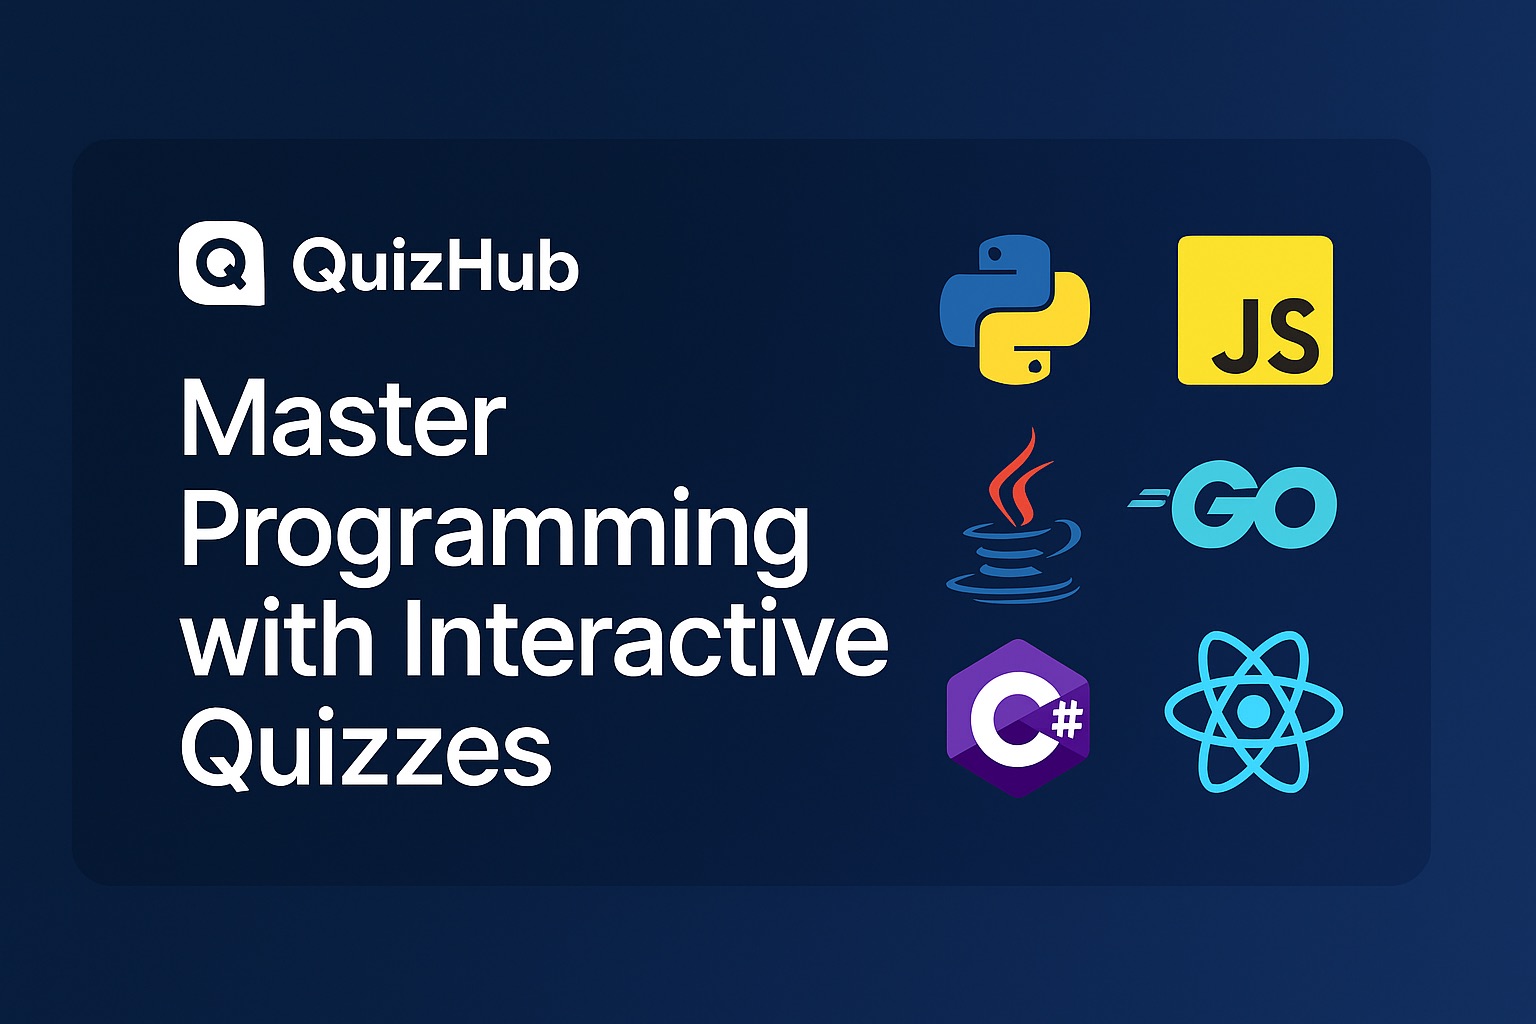 Q QuizHub
Master
Programming
with Interactive
Quizzes
JS
GO
C#